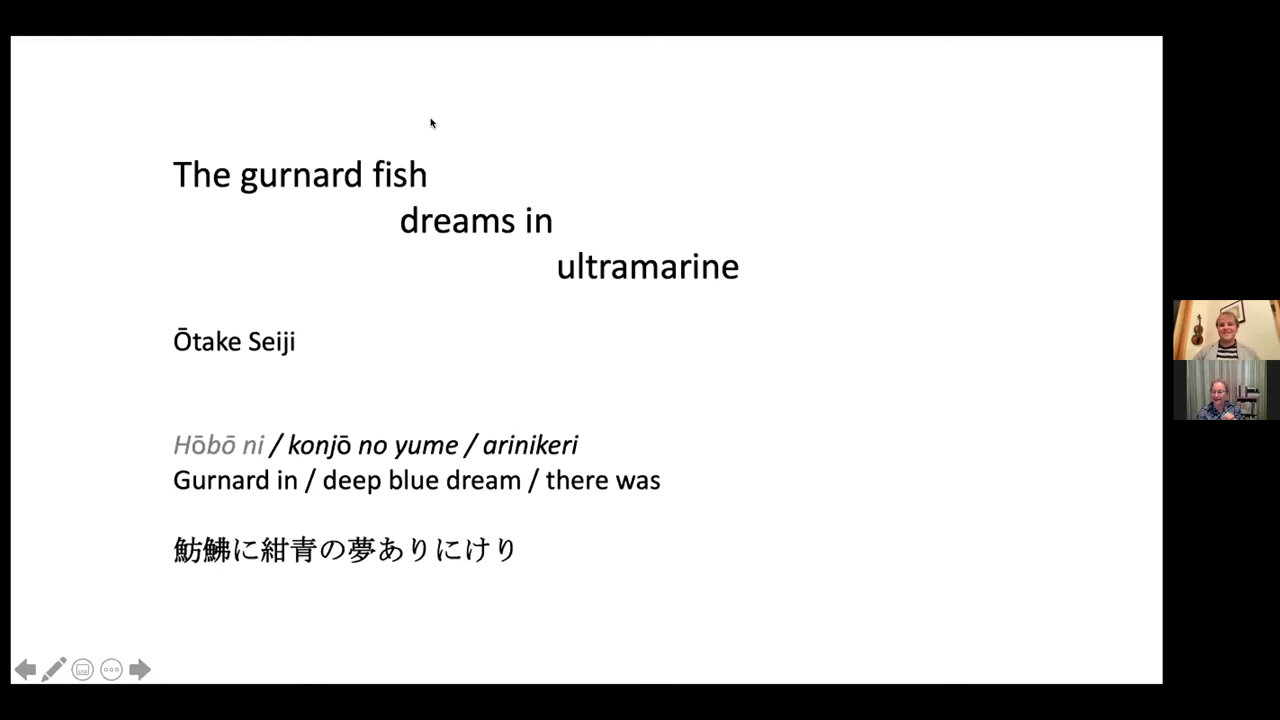 The gurnard fish
dreams in
ultramarine
Ōtake Seiji
Hōbō ni / konjō no yume / arinikeri
Gurnard in / deep blue dream / there was
魴鮄に紺青の夢ありにけり